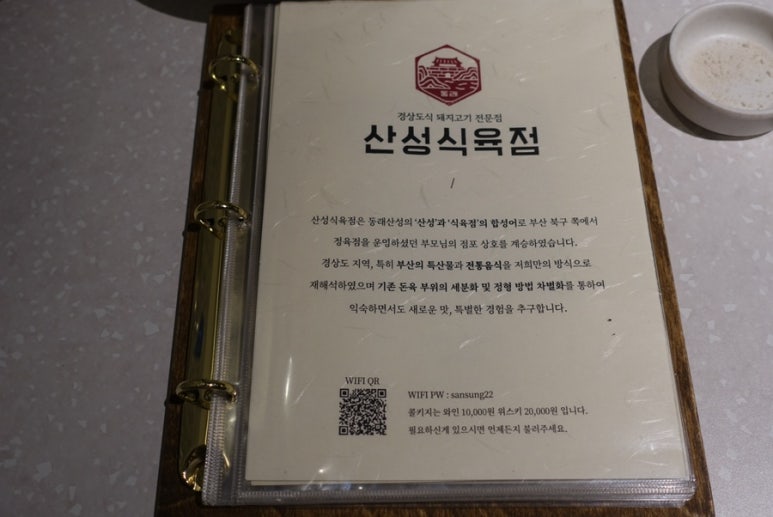 동래
경상도식 돼지고기 전문점
산성식육점
/
산성식육점은 동래산성의 '산성'과 '식육점'의 합성어로 부산 북구 쪽에서
정육점을 운영하셨던 부모님의 점포 상호를 계승하였습니다.
경상도 지역, 특히 부산의 특산물과 전통음식을 저희만의 방식으로
재해석하였으며 기존 돈육 부위의 세분화 및 정형 방법 차별화를 통하여
익숙하면서도 새로운 맛, 특별한 경험을 추구합니다.
WIFI QR
WIFI PW : sansung22
콜키지는 와인 10,000원 위스키 20,000원 입니다.
필요하신게 있으시면 언제든지 불러주세요.